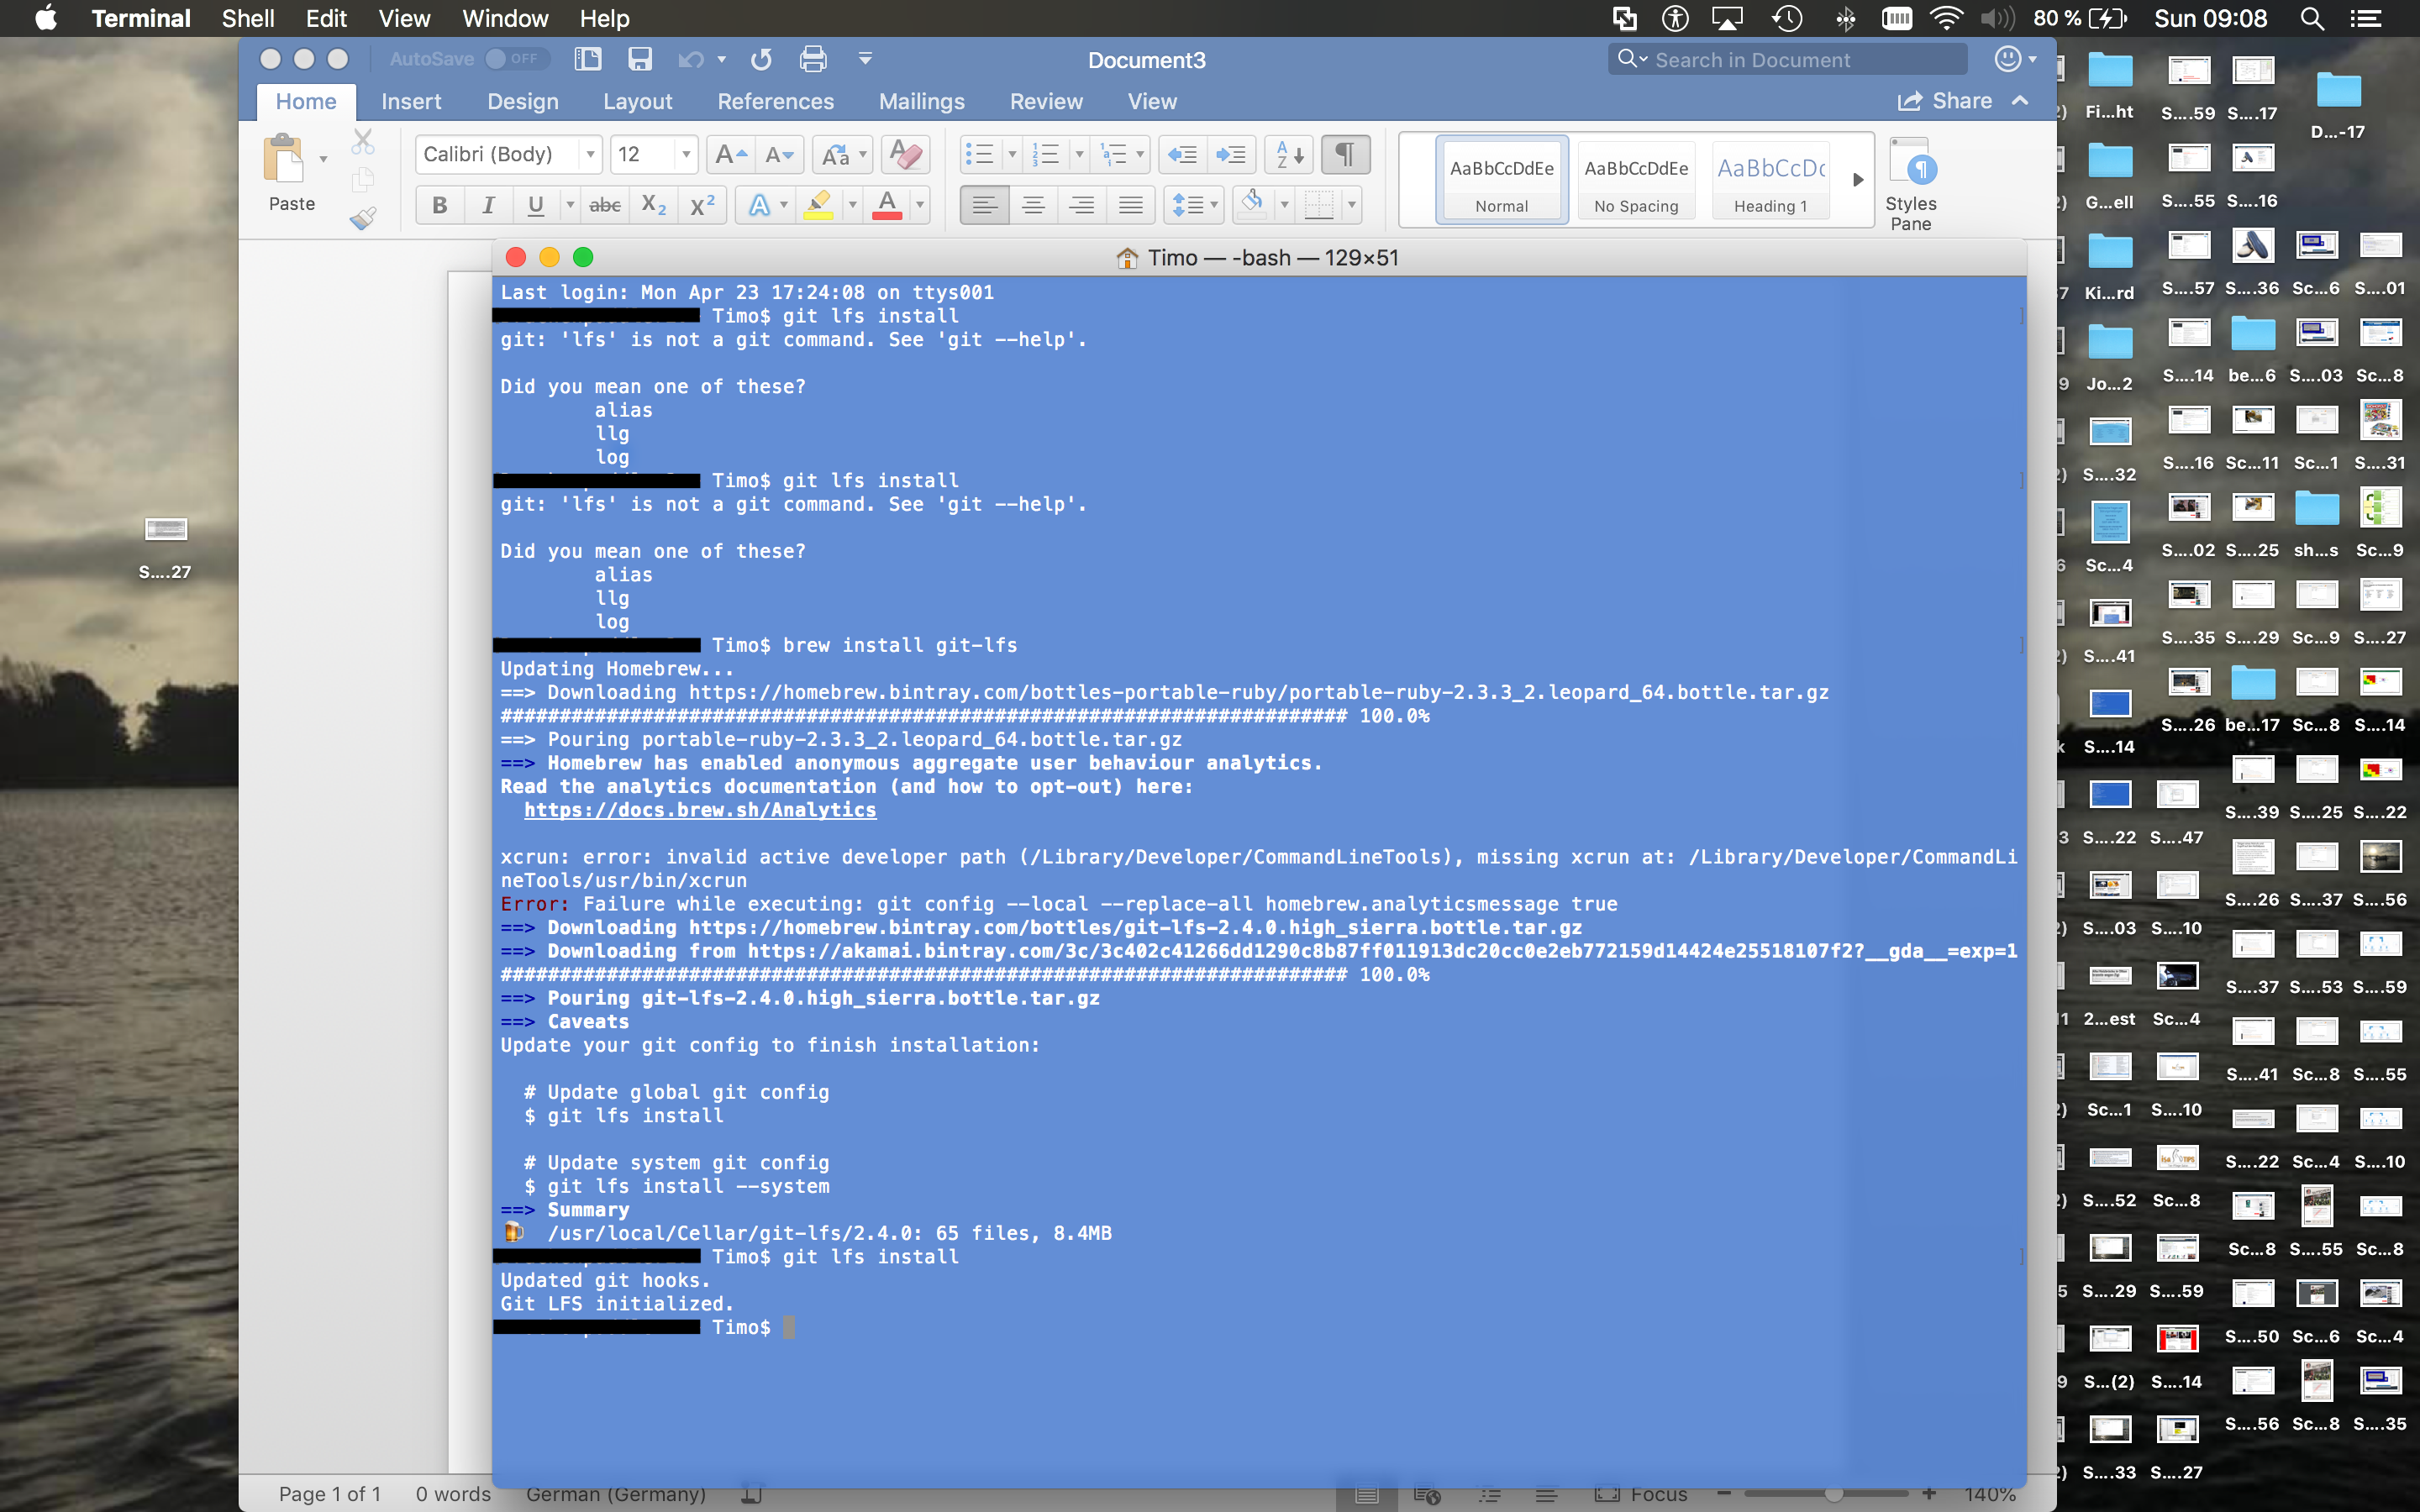 Terminal Shell Edit View Window Help 80 % Sun 09:08
AutoSave OFF Document3 Search in Document
Home Insert Design Layout References Mailings Review View Share
Calibri (Body) 12 AaBbCcDdEe AaBbCcDdEe AaBbCcDc
Paste Normal No Spacing Heading 1 Styles Pane
Timo — -bash — 129×51
Last login: Mon Apr 23 17:24:08 on ttys001
Timo$ git lfs install
git: 'lfs' is not a git command. See 'git --help'.
Did you mean one of these?
alias
llg
log
Timo$ git lfs install
git: 'lfs' is not a git command. See 'git --help'.
Did you mean one of these?
alias
llg
log
Timo$ brew install git-lfs
Updating Homebrew...
==> Downloading https://homebrew.bintray.com/bottles-portable-ruby/portable-ruby-2.3.3_2.leopard_64.bottle.tar.gz
######################################################################## 100.0%
==> Pouring portable-ruby-2.3.3_2.leopard_64.bottle.tar.gz
==> Homebrew has enabled anonymous aggregate user behaviour analytics.
Read the analytics documentation (and how to opt-out) here:
https://docs.brew.sh/Analytics
xcrun: error: invalid active developer path (/Library/Developer/CommandLineTools), missing xcrun at: /Library/Developer/CommandLi
neTools/usr/bin/xcrun
Error: Failure while executing: git config --local --replace-all homebrew.analyticsmessage true
==> Downloading https://homebrew.bintray.com/bottles/git-lfs-2.4.0.high_sierra.bottle.tar.gz
==> Downloading from https://akamai.bintray.com/3c/3c402c41266dd1290c8b87ff011913dc20cc0e2eb772159d14424e25518107f2?__gda__=exp=1
######################################################################## 100.0%
==> Pouring git-lfs-2.4.0.high_sierra.bottle.tar.gz
==> Caveats
Update your git config to finish installation:
# Update global git config
$ git lfs install
# Update system git config
$ git lfs install --system
==> Summary
/usr/local/Cellar/git-lfs/2.4.0: 65 files, 8.4MB
Timo$ git lfs install
Updated git hooks.
Git LFS initialized.
Timo$
Page 1 of 1 0 words German (Germany) Focus 140%
S....27
Fi...ht S....59 S....17 D...-17
G...ell S....55 S....16
Ki...rd S....57 S....36 Sc...6 S....01
Jo...2 S....14 be...6 S....03 Sc...8
S....32 S....16 Sc...11 Sc...1 S....31
Sc...4 S....02 S....25 sh...s Sc...9
S....41 S....35 S....29 Sc...9 S....27
S....14 S....26 be...17 Sc...8 S....14
S....22 S....47 S....39 S....25 S....22
S....03 S....10 S....26 S....37 S....56
2...est Sc...4 S....37 S....53 S....59
Sc...1 S....10 S....41 Sc...8 S....55
S....52 Sc...8 S....22 Sc...4 S....10
S....29 S....59 Sc...8 S....55 Sc...8
S...(2) S....14 S....50 Sc...6 Sc...4
S....33 S....27 S....56 Sc...8 S....35